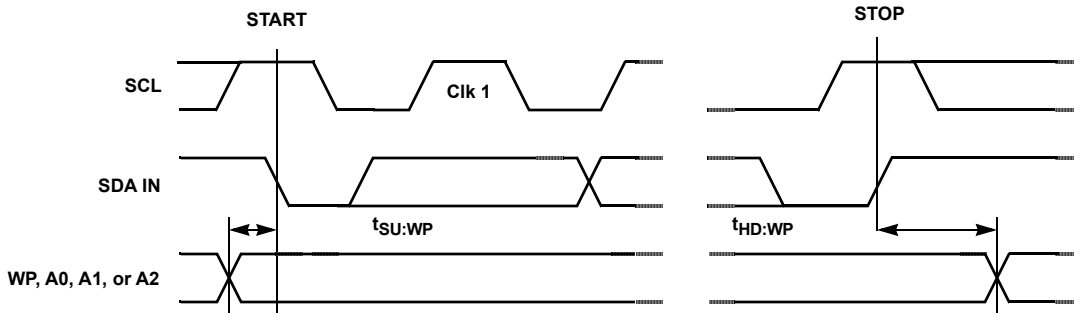 START
STOP
SCL
Clk 1
SDA IN
tSU:WP
tHD:WP
WP, A0, A1, or A2